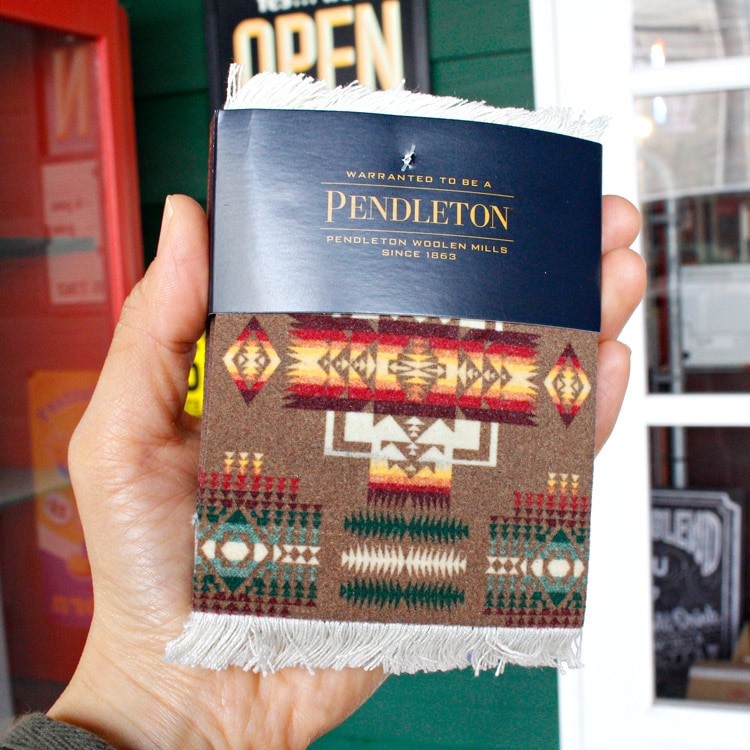 OPEN
WARRANTED TO BE A
PENDLETON
PENDLETON WOOLEN MILLS
SINCE 1863